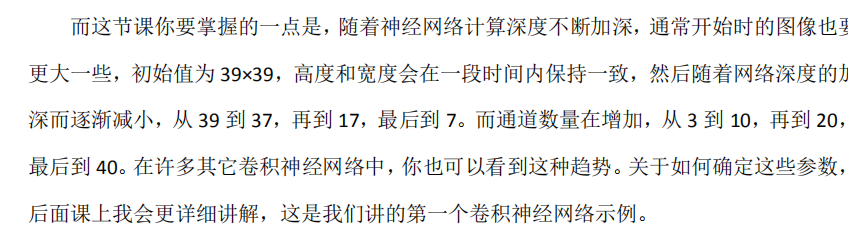 而这节课你要掌握的一点是，随着神经网络计算深度不断加深，通常开始时的图像也要
更大一些，初始值为 39×39，高度和宽度会在一段时间内保持一致，然后随着网络深度的加
深而逐渐减小，从 39 到 37，再到 17，最后到 7。而通道数量在增加，从 3 到 10，再到 20，
最后到 40。在许多其它卷积神经网络中，你也可以看到这种趋势。关于如何确定这些参数，
后面课上我会更详细讲解，这是我们讲的第一个卷积神经网络示例。